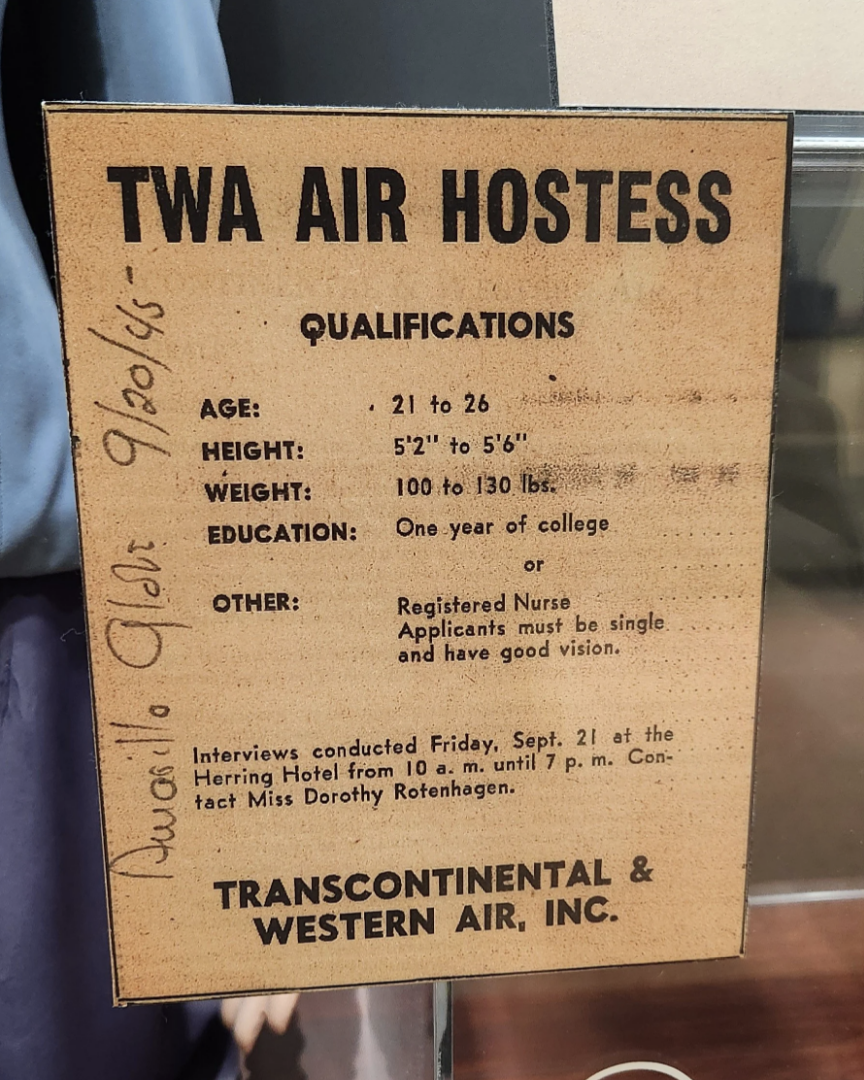 TWA AIR HOSTESS
QUALIFICATIONS
AGE: 21 to 26
HEIGHT: 5'2" to 5'6"
WEIGHT: 100 to 130 lbs.
EDUCATION: One year of college
or
OTHER: Registered Nurse
Applicants must be single
and have good vision.
Interviews conducted Friday, Sept. 21 at the
Herring Hotel from 10 a. m. until 7 p. m. Con-
tact Miss Dorothy Rotenhagen.
TRANSCONTINENTAL &
WESTERN AIR, INC.
Amarillo Globe 9/20/45-